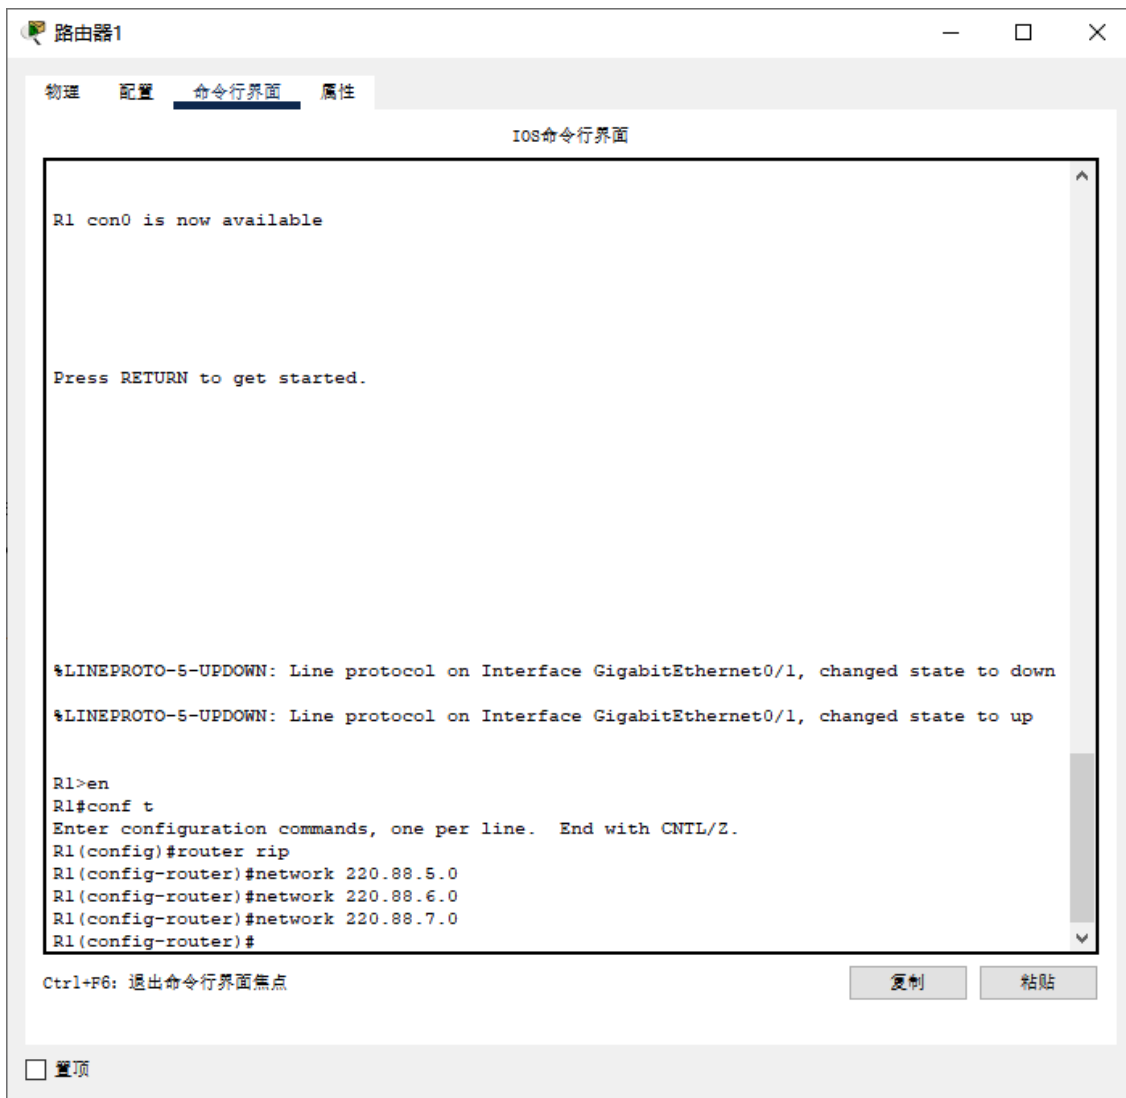 路由器1
物理 配置 命令行界面 属性
IOS命令行界面
R1 con0 is now available
Press RETURN to get started.
%LINEPROTO-5-UPDOWN: Line protocol on Interface GigabitEthernet0/1, changed state to down
%LINEPROTO-5-UPDOWN: Line protocol on Interface GigabitEthernet0/1, changed state to up
R1>en
R1#conf t
Enter configuration commands, one per line.  End with CNTL/Z.
R1(config)#router rip
R1(config-router)#network 220.88.5.0
R1(config-router)#network 220.88.6.0
R1(config-router)#network 220.88.7.0
R1(config-router)#
Ctrl+F6: 退出命令行界面焦点 复制 粘贴
置顶